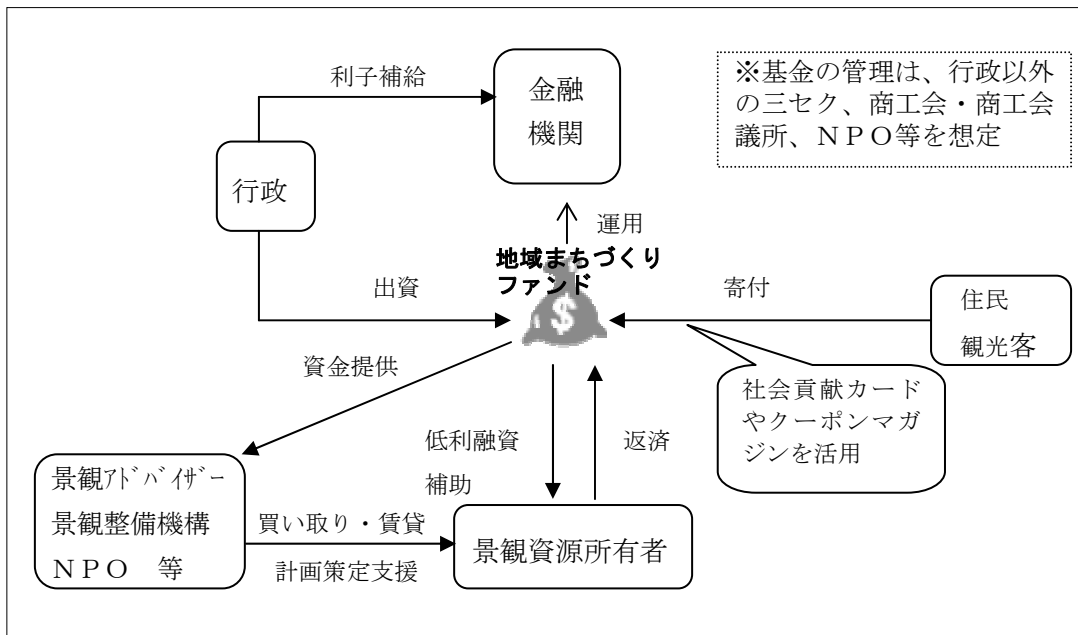 利子補給
金融
機関
※基金の管理は、行政以外
の三セク、商工会・商工会
議所、ＮＰＯ等を想定
行政
運用
地域まちづくり
ファンド
$
出資
寄付
住民
観光客
資金提供
社会貢献カード
やクーポンマガ
ジンを活用
低利融資
補助
返済
景観ｱﾄﾞﾊﾞｲｻﾞｰ
景観整備機構
ＮＰＯ　等
買い取り・賃貸
計画策定支援
景観資源所有者